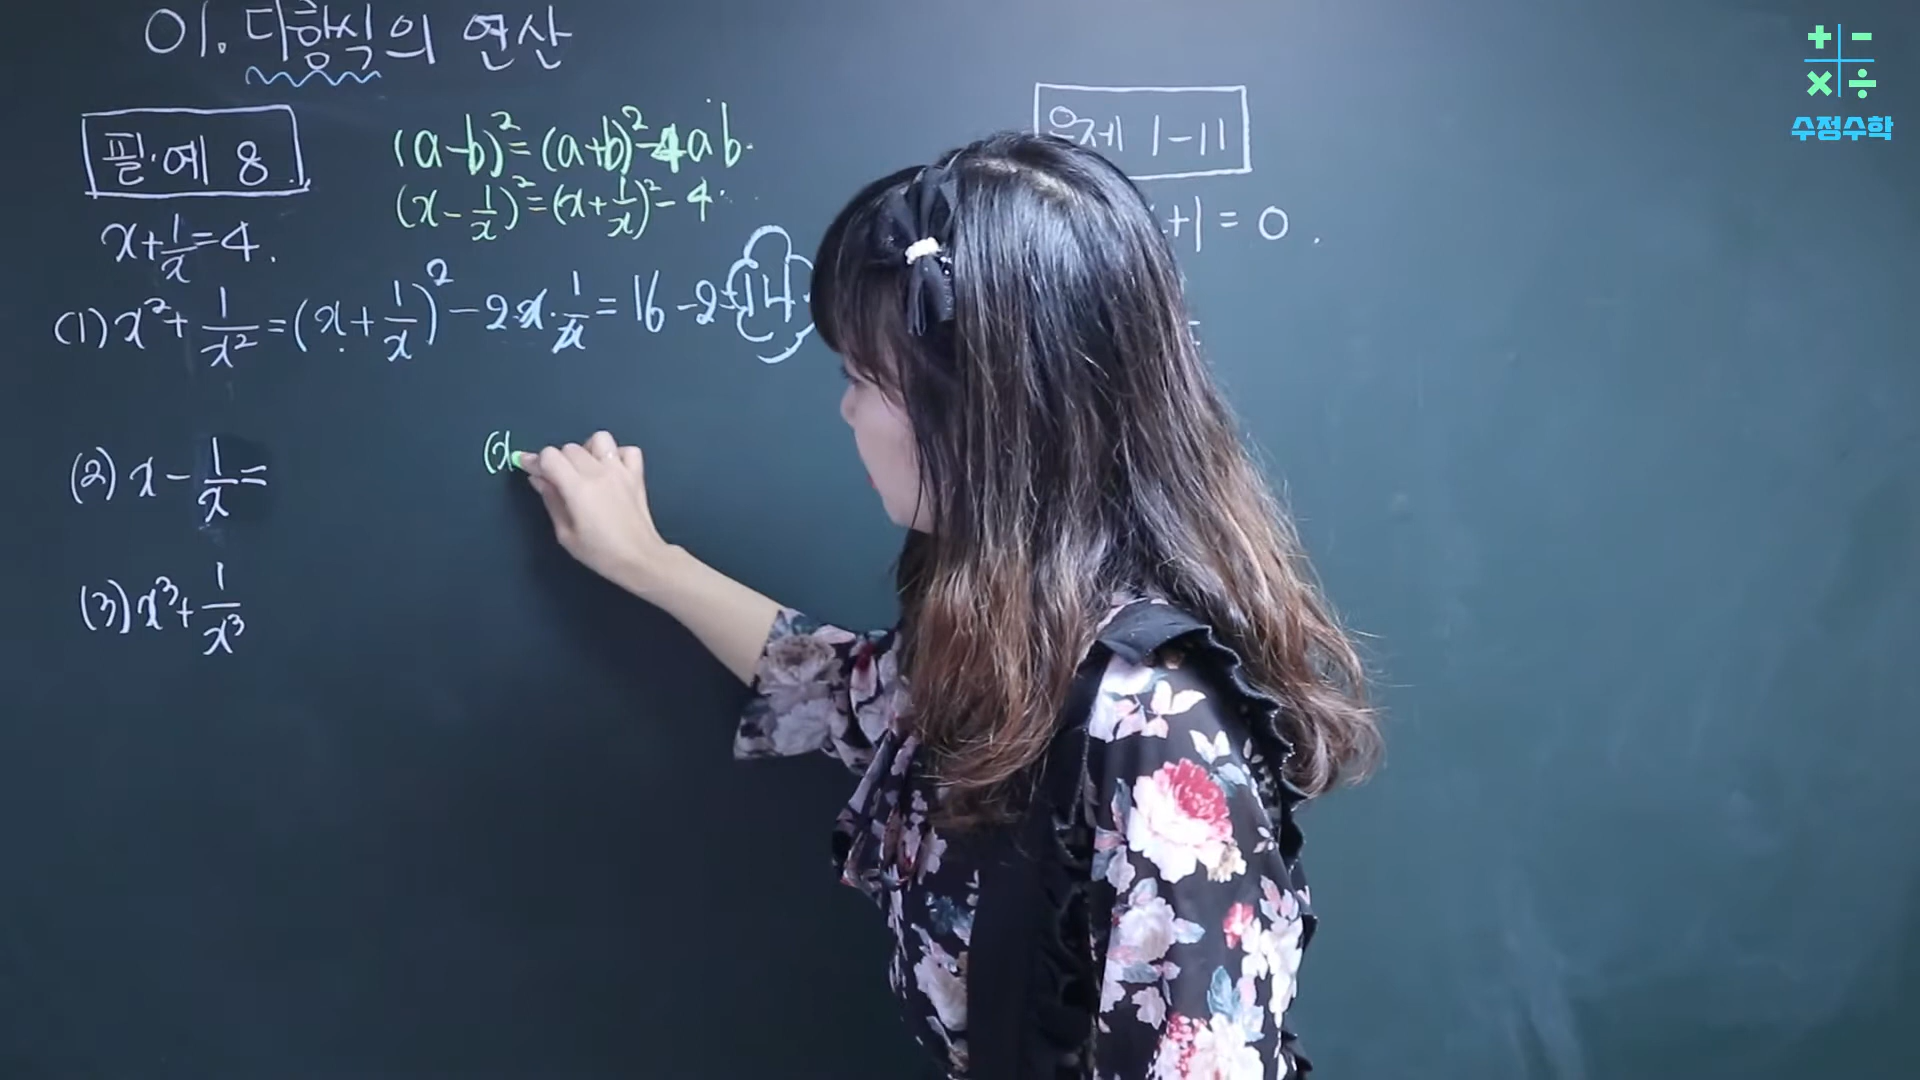 01. 다항식의 연산
필.예 8.
(a-b)²=(a+b)²-4ab.
(x-1/x)²=(x+1/x)²-4.
x+1/x=4.
(1) x²+1/x²=(x+1/x)²-2·x·1/x=16-2=14.
(2) x-1/x=
(x
(3) x³+1/x³
유제 1-11
+1=0.
수정수학